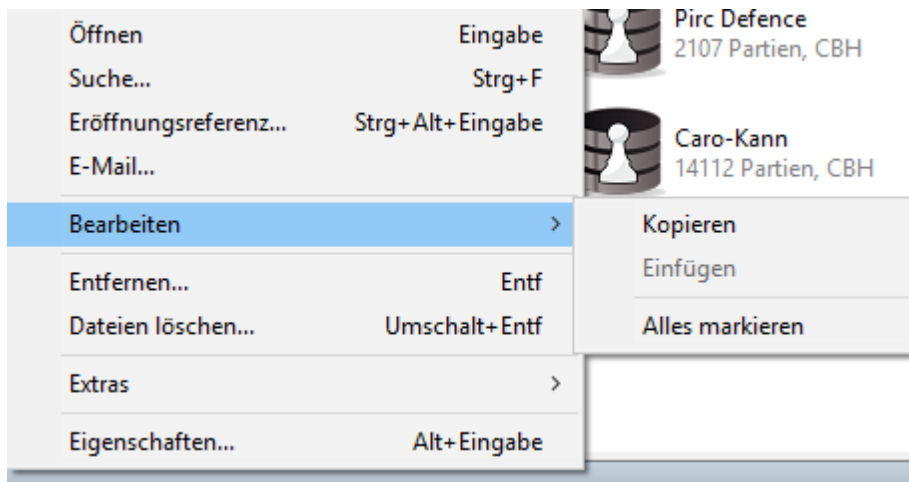 Öffnen Eingabe
Suche... Strg+F
Eröffnungsreferenz... Strg+Alt+Eingabe
E-Mail...
Bearbeiten >
Entfernen... Entf
Dateien löschen... Umschalt+Entf
Extras >
Eigenschaften... Alt+Eingabe
Pirc Defence
2107 Partien, CBH
Caro-Kann
14112 Partien, CBH
Kopieren
Einfügen
Alles markieren